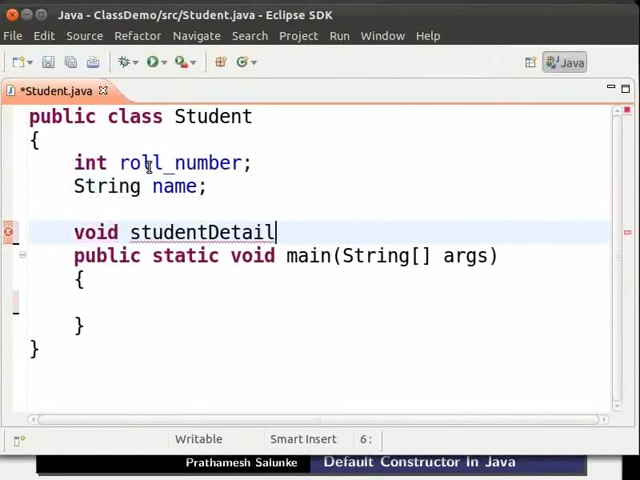 Java - ClassDemo/src/Student.java - Eclipse SDK
File Edit Source Refactor Navigate Search Project Run Window Help
Java
*Student.java
public class Student
{
int roll_number;
String name;
void studentDetail
public static void main(String[] args)
{
}
}
Writable Smart Insert 6 :
Prathamesh Salunke Default Constructor In Java